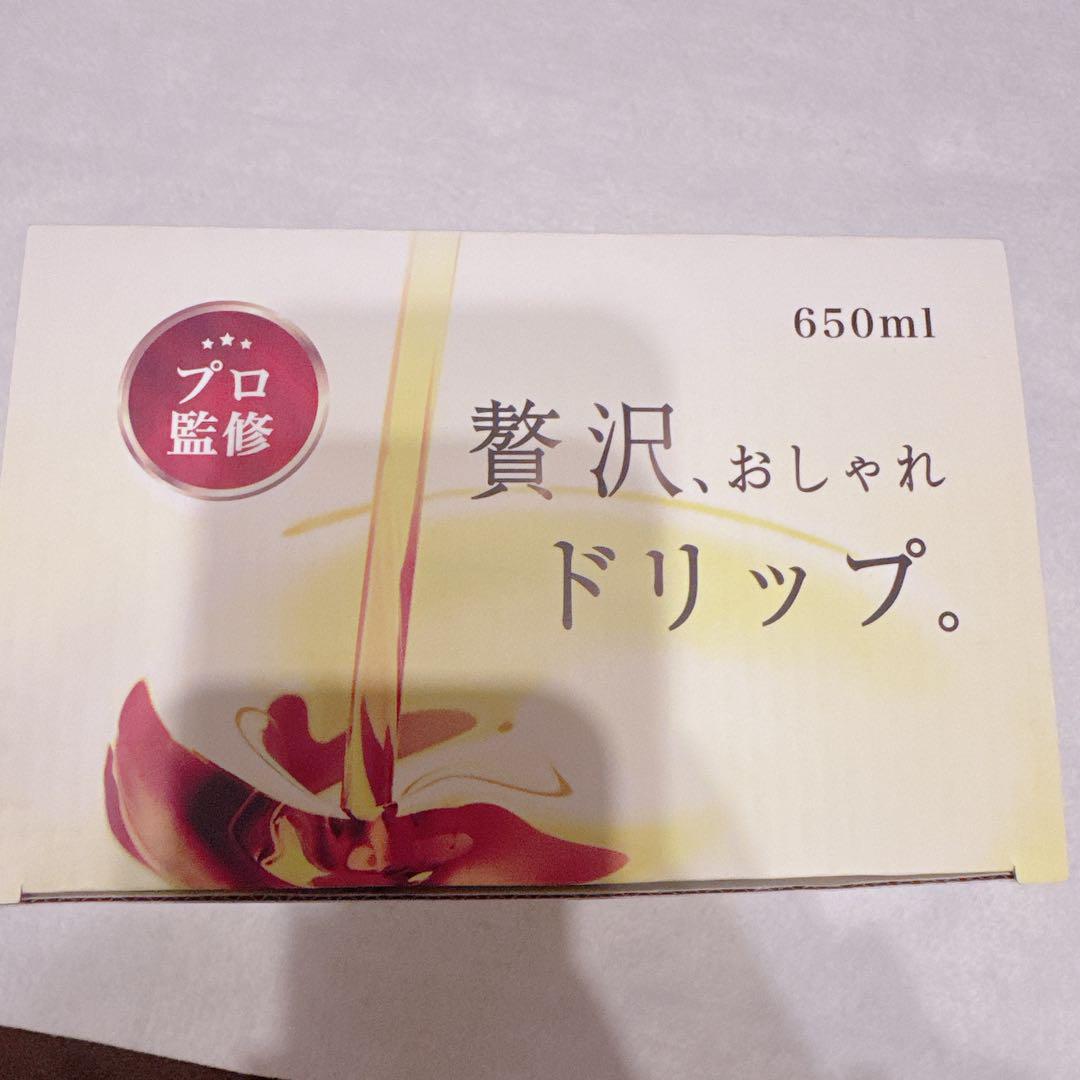 プロ
監修
650ml
贅沢、おしゃれ
ドリップ。